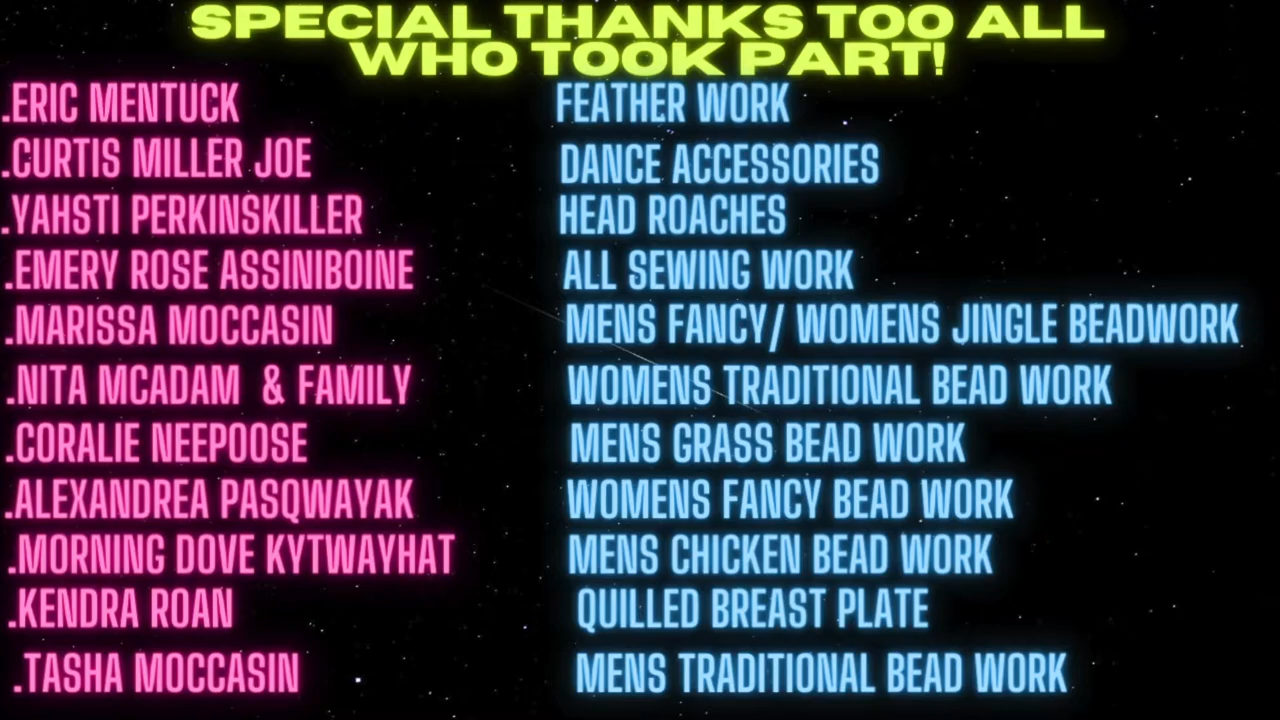 SPECIAL THANKS TOO ALL
WHO TOOK PART!
.ERIC MENTUCK FEATHER WORK
.CURTIS MILLER JOE DANCE ACCESSORIES
.YAHSTI PERKINSKILLER HEAD ROACHES
.EMERY ROSE ASSINIBOINE ALL SEWING WORK
.MARISSA MOCCASIN MENS FANCY/ WOMENS JINGLE BEADWORK
.NITA MCADAM & FAMILY WOMENS TRADITIONAL BEAD WORK
.CORALIE NEEPOOSE MENS GRASS BEAD WORK
.ALEXANDREA PASQWAYAK WOMENS FANCY BEAD WORK
.MORNING DOVE KYTWAYHAT MENS CHICKEN BEAD WORK
.KENDRA ROAN QUILLED BREAST PLATE
.TASHA MOCCASIN MENS TRADITIONAL BEAD WORK